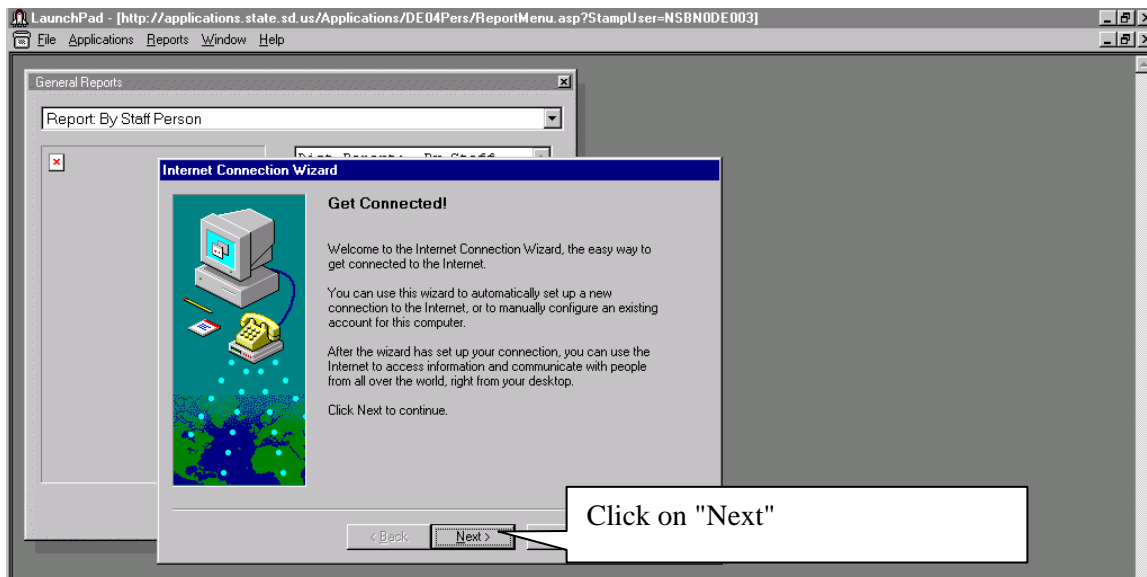 LaunchPad - [http://applications.state.sd.us/Applications/DE04Pers/ReportMenu.asp?StampUser=NSBN0DE003]
File Applications Reports Window Help
General Reports
Report: By Staff Person
Dist Report: By Staff
Internet Connection Wizard
Get Connected!
Welcome to the Internet Connection Wizard, the easy way to
get connected to the Internet.
You can use this wizard to automatically set up a new
connection to the Internet, or to manually configure an existing
account for this computer.
After the wizard has set up your connection, you can use the
Internet to access information and communicate with people
from all over the world, right from your desktop.
Click Next to continue.
< Back Next >
Click on "Next"